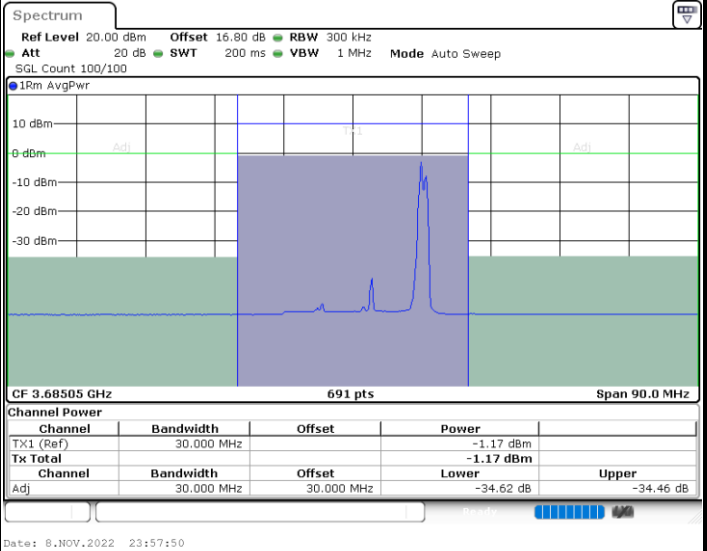 Spectrum
Ref Level 20.00 dBm Offset 16.80 dB RBW 300 kHz
Att 20 dB SWT 200 ms VBW 1 MHz Mode Auto Sweep
SGL Count 100/100
1Rm AvgPwr
10 dBm
TX1
Adj Adj
0 dBm
-10 dBm
-20 dBm
-30 dBm
CF 3.68505 GHz 691 pts Span 90.0 MHz
Channel Power
Channel Bandwidth Offset Power
TX1 (Ref) 30.000 MHz -1.17 dBm
Tx Total -1.17 dBm
Channel Bandwidth Offset Lower Upper
Adj 30.000 MHz 30.000 MHz -34.62 dB -34.46 dB
Ready
Date: 8.NOV.2022 23:57:50